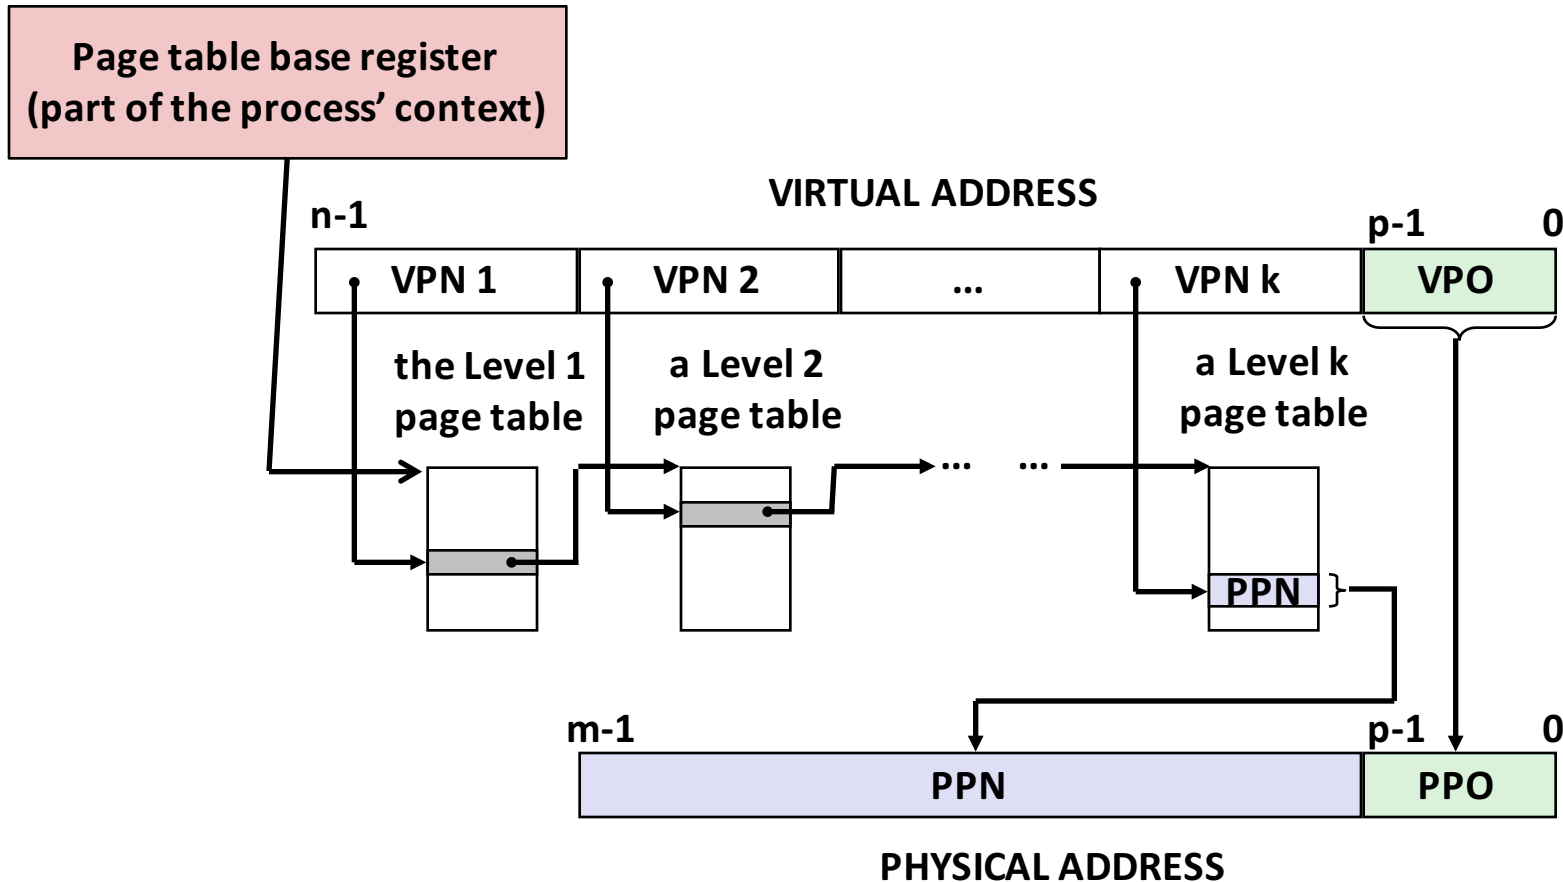 Page table base register
(part of the process’ context)
VIRTUAL ADDRESS
n-1
p-1
0
VPN 1
VPN 2
...
VPN k
VPO
the Level 1
page table
a Level 2
page table
a Level k
page table
...
...
PPN
m-1
p-1
0
PPN
PPO
PHYSICAL ADDRESS